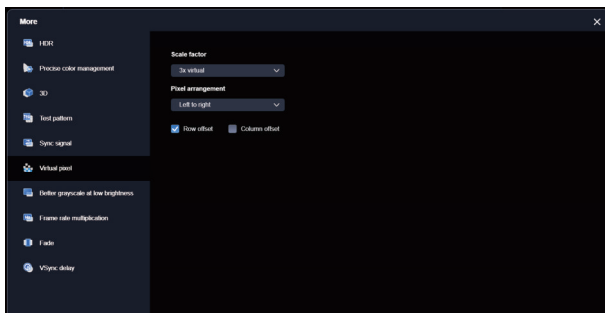 More
HDR
Precise color management
3D
Test pattern
Sync signal
Virtual pixel
Better grayscale at low brightness
Frame rate multiplication
Fade
VSync delay
Scale factor
3x virtual
Pixel arrangement
Left to right
Row offset
Column offset